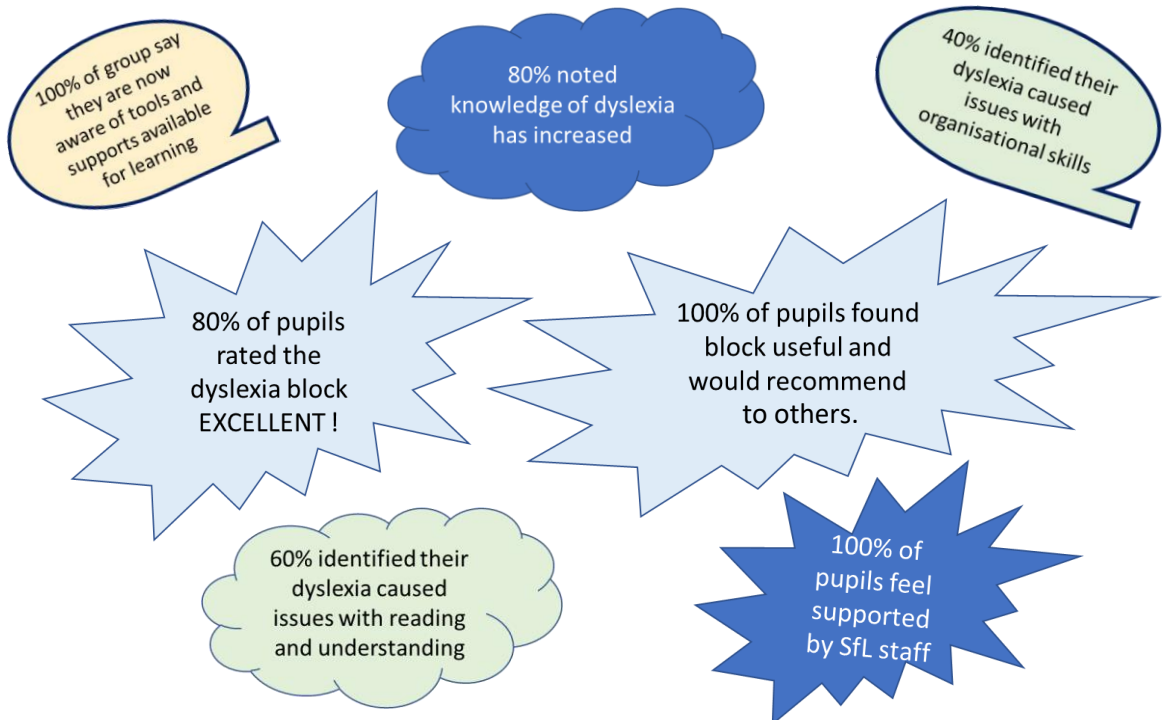 100% of group say
they are now
aware of tools and
supports available
for learning
80% noted
knowledge of dyslexia
has increased
40% identified their
dyslexia caused
issues with
organisational skills
80% of pupils
rated the
dyslexia block
EXCELLENT !
100% of pupils found
block useful and
would recommend
to others.
60% identified their
dyslexia caused
issues with reading
and understanding
100% of
pupils feel
supported
by SfL staff